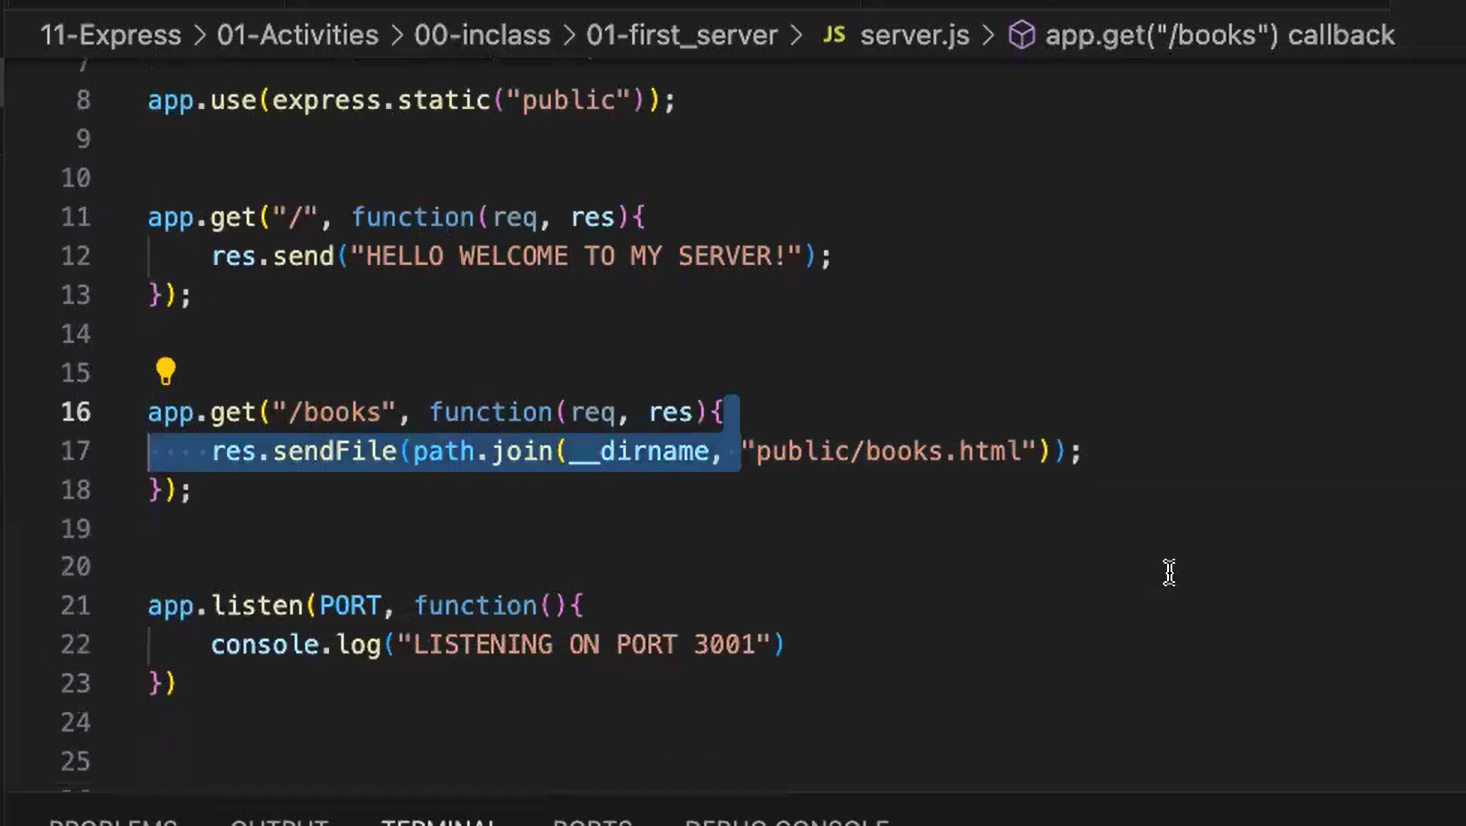 11-Express > 01-Activities > 00-inclass > 01-first_server > JS server.js > app.get("/books") callback
7
8 app.use(express.static("public"));
9
10
11 app.get("/", function(req, res){
12 res.send("HELLO WELCOME TO MY SERVER!");
13 });
14
15
16 app.get("/books", function(req, res){
17 res.sendFile(path.join(__dirname, "public/books.html"));
18 });
19
20
21 app.listen(PORT, function(){
22 console.log("LISTENING ON PORT 3001")
23 })
24
25
PROBLEMS OUTPUT TERMINAL PORTS DEBUG CONSOLE